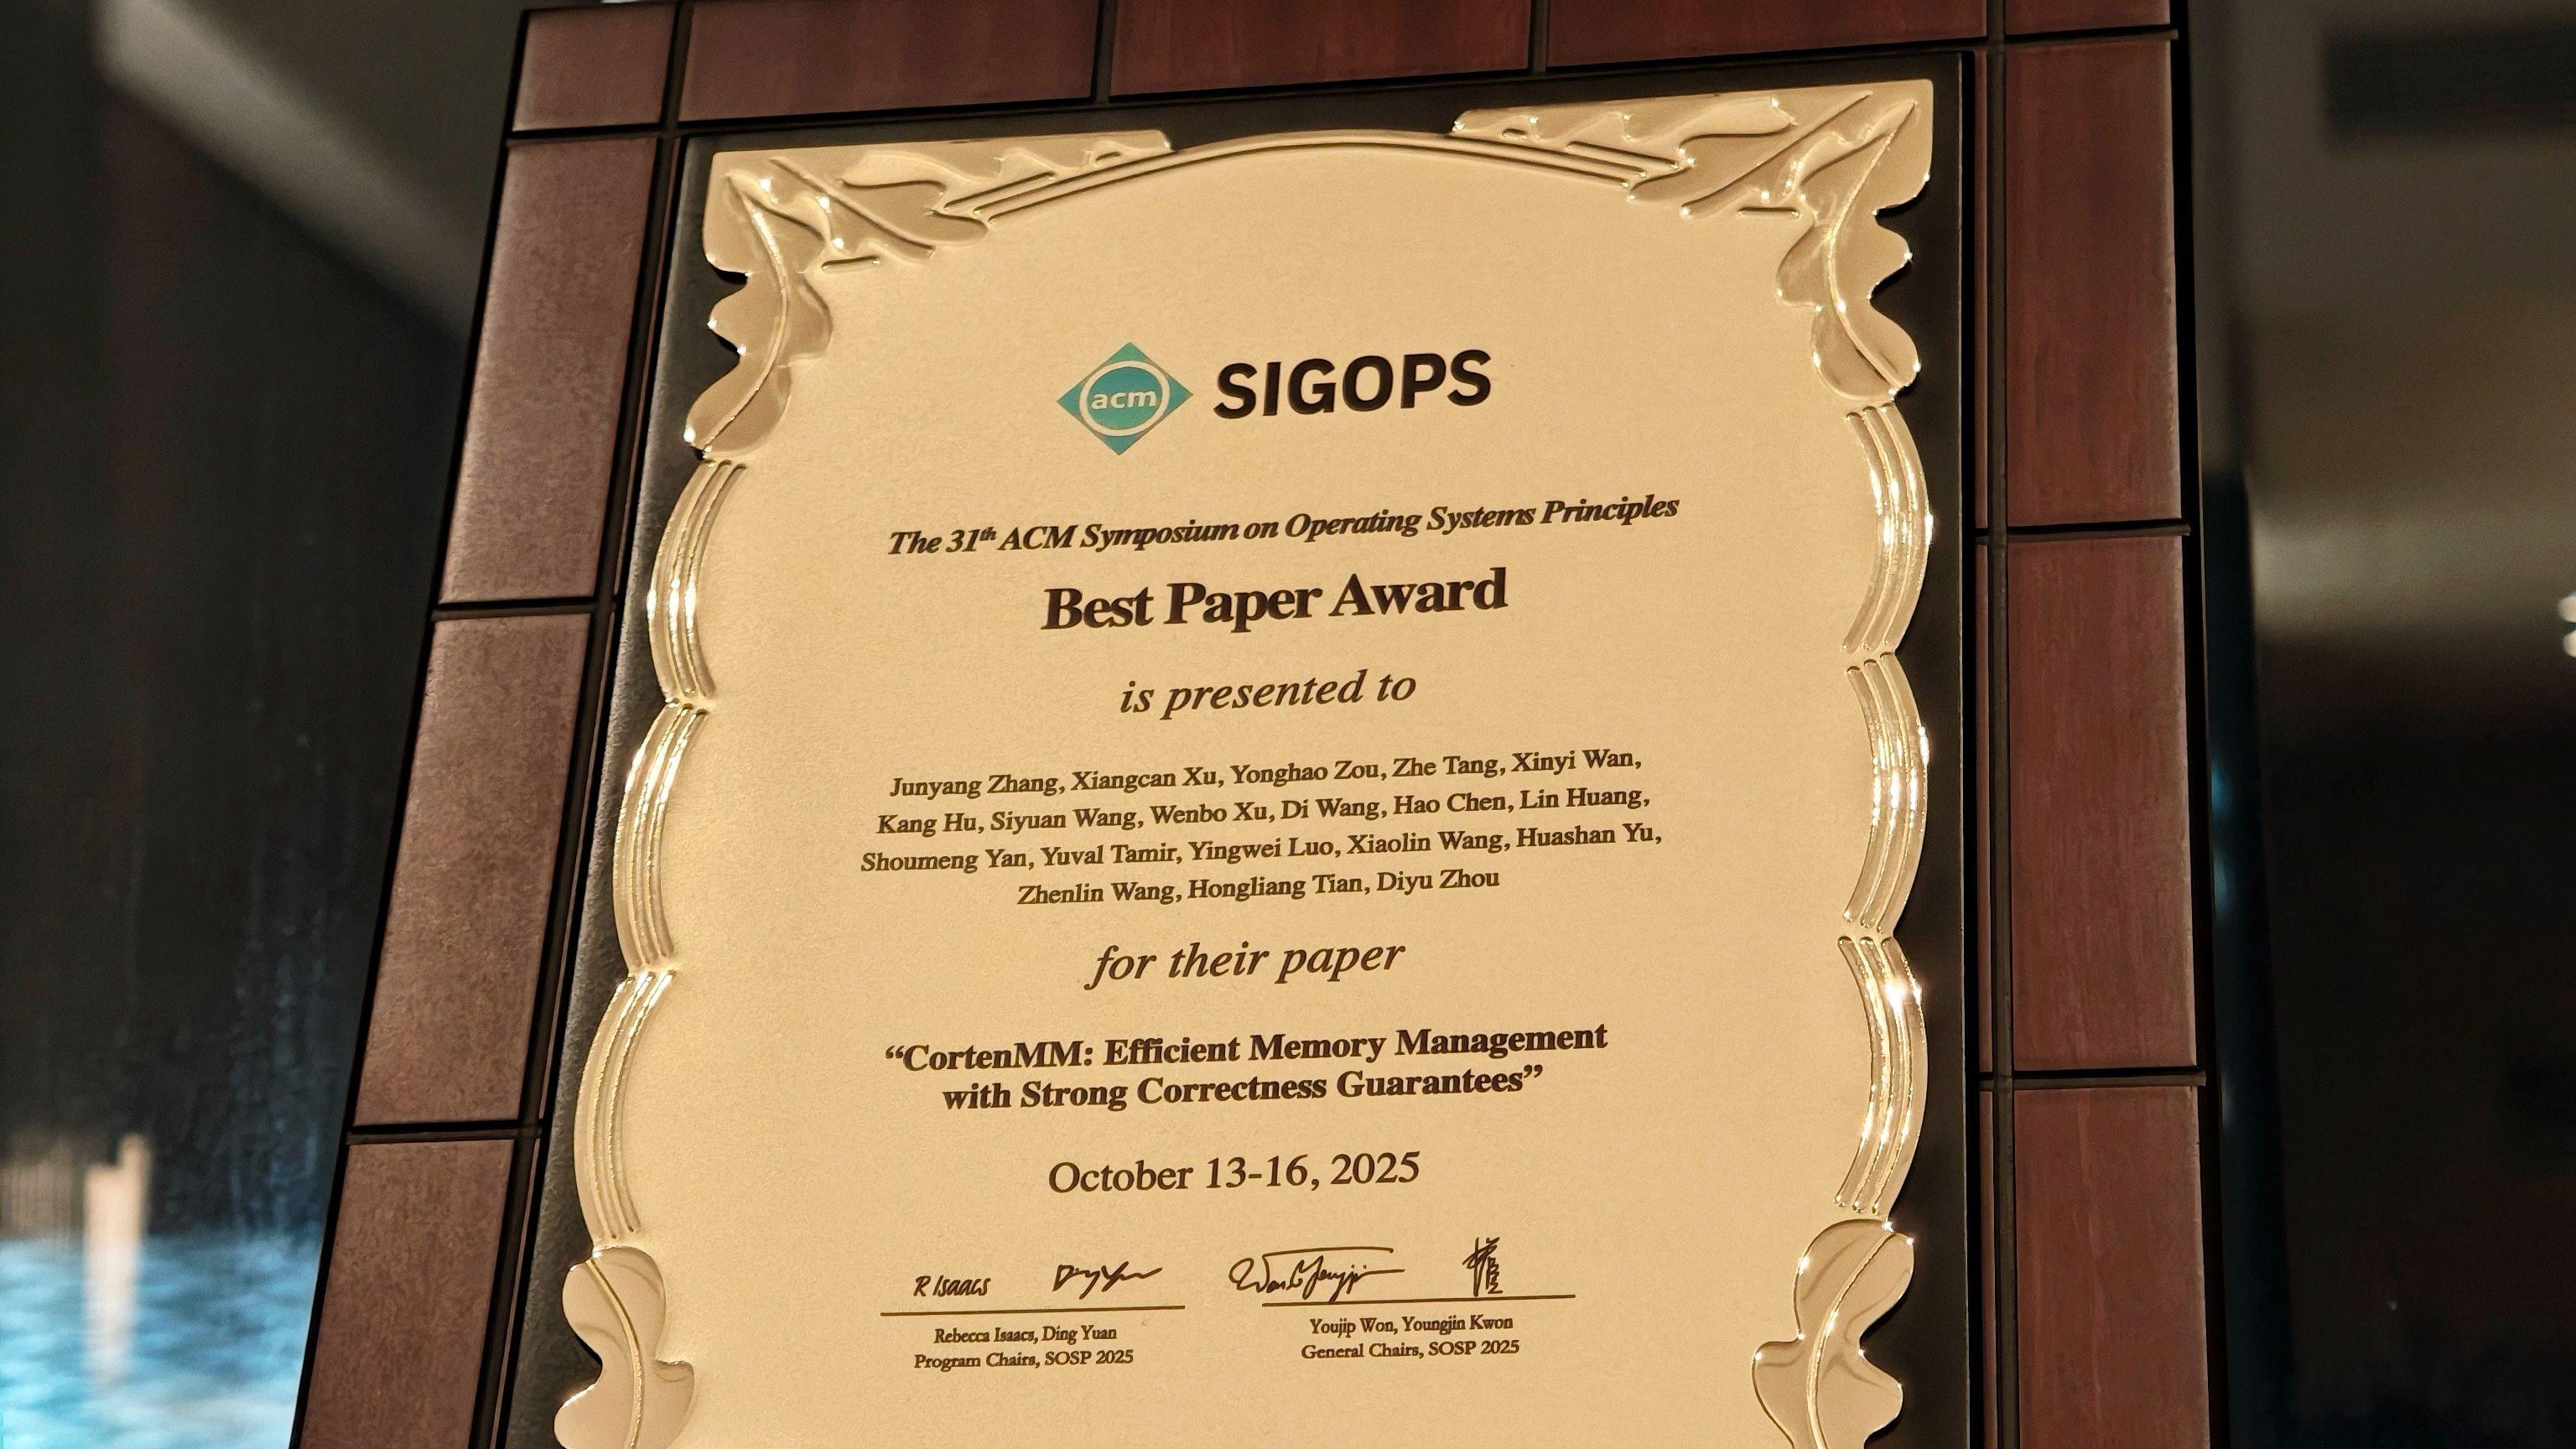 acm SIGOPS
The 31th ACM Symposium on Operating Systems Principles
Best Paper Award
is presented to
Junyang Zhang, Xiangcan Xu, Yonghao Zou, Zhe Tang, Xinyi Wan,
Kang Hu, Siyuan Wang, Wenbo Xu, Di Wang, Hao Chen, Lin Huang,
Shoumeng Yan, Yuval Tamir, Yingwei Luo, Xiaolin Wang, Huashan Yu,
Zhenlin Wang, Hongliang Tian, Diyu Zhou
for their paper
“CortenMM: Efficient Memory Management
with Strong Correctness Guarantees”
October 13-16, 2025
R Isaacs
Rebecca Isaacs, Ding Yuan
Program Chairs, SOSP 2025
Youjip Won, Youngjin Kwon
General Chairs, SOSP 2025